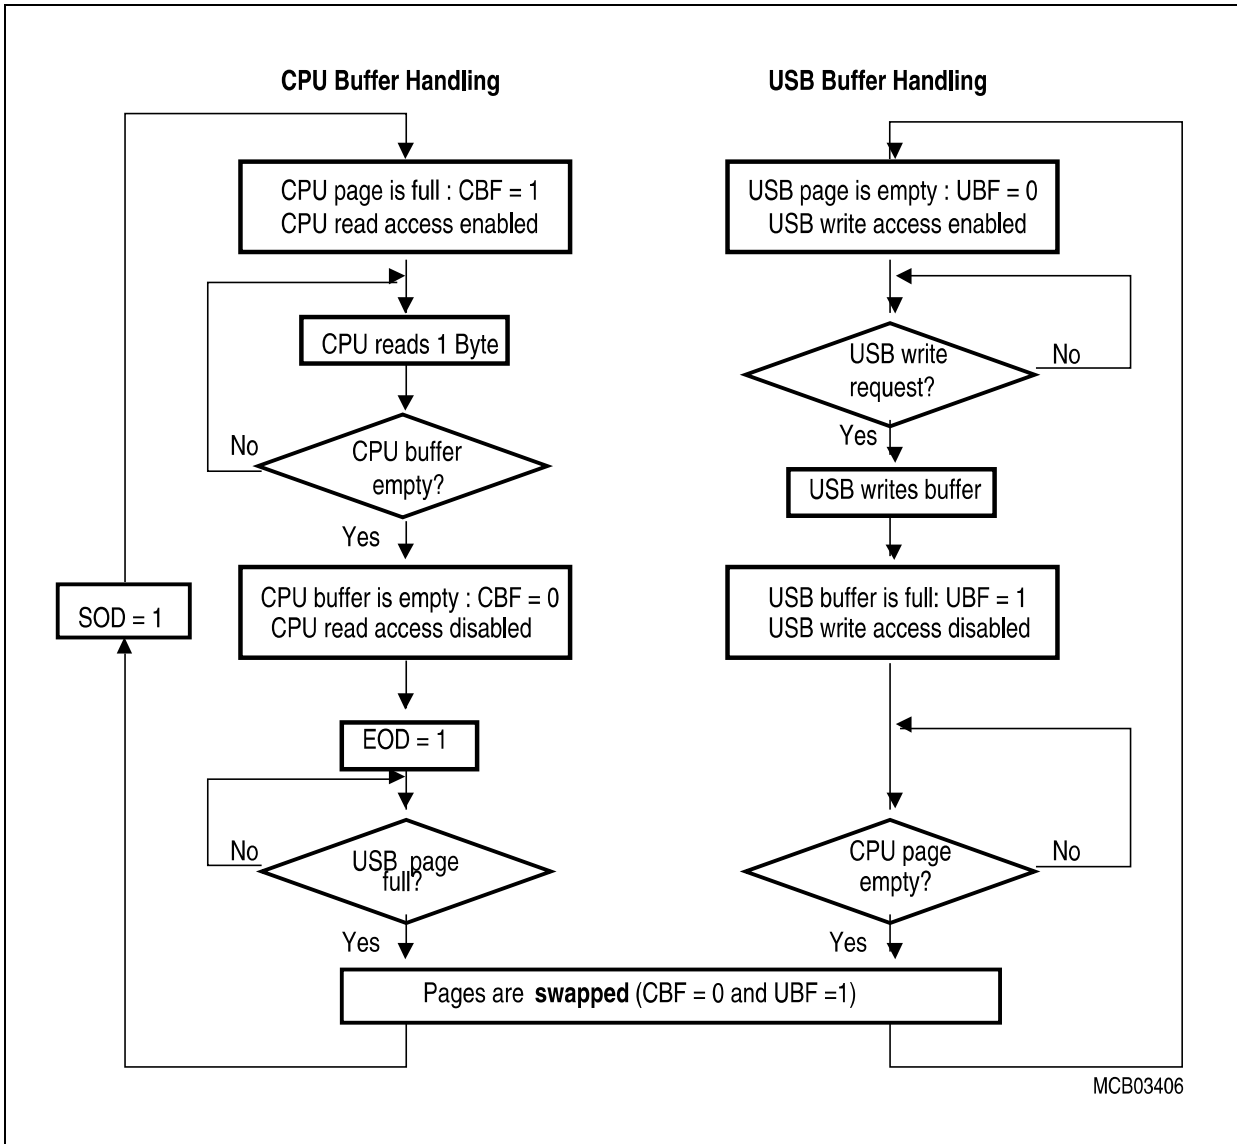 CPU Buffer Handling
CPU page is full : CBF = 1
CPU read access enabled
CPU reads 1 Byte
No
CPU buffer
empty?
Yes
CPU buffer is empty : CBF = 0
CPU read access disabled
SOD = 1
EOD = 1
No
USB page
full?
Yes
USB Buffer Handling
USB page is empty : UBF = 0
USB write access enabled
USB write
request?
No
Yes
USB writes buffer
USB buffer is full: UBF = 1
USB write access disabled
CPU page
empty?
No
Yes
Pages are swapped (CBF = 0 and UBF =1)
MCB03406